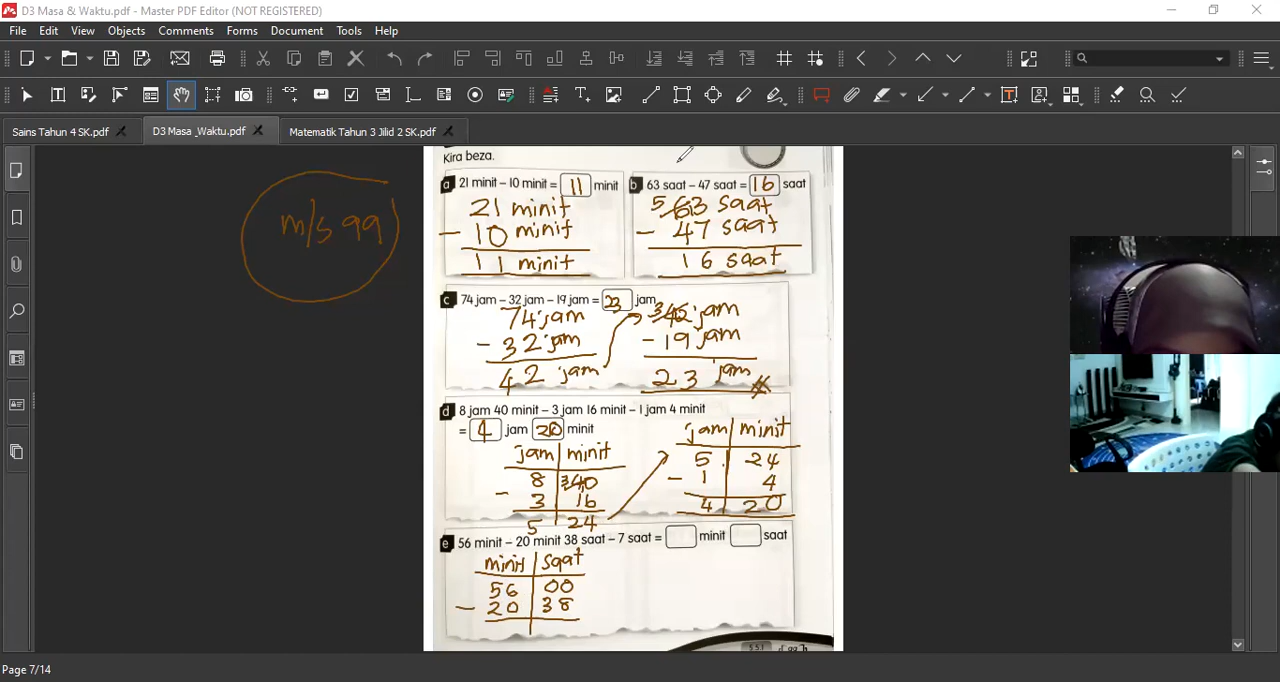 D3 Masa & Waktu.pdf - Master PDF Editor (NOT REGISTERED)
File Edit View Objects Comments Forms Document Tools Help
Sains Tahun 4 SK.pdf D3 Masa _Waktu.pdf Matematik Tahun 3 Jilid 2 SK.pdf
m/s 99
Kira beza.
a 21 minit – 10 minit = 11 minit
21 minit
- 10 minit
11 minit
b 63 saat – 47 saat = 16 saat
5 63 saat
- 47 saat
16 saat
c 74 jam – 32 jam – 19 jam = 23 jam
74 jam
- 32 jam
42 jam
3 42 jam
- 19 jam
23 jam
d 8 jam 40 minit – 3 jam 16 minit – 1 jam 4 minit
= 4 jam 20 minit
jam minit
8 40
- 3 16
5 24
jam minit
5 24
- 1 4
4 20
e 56 minit – 20 minit 38 saat – 7 saat = minit saat
minit saat
56 00
- 20 38
5.5.1
Page 7/14